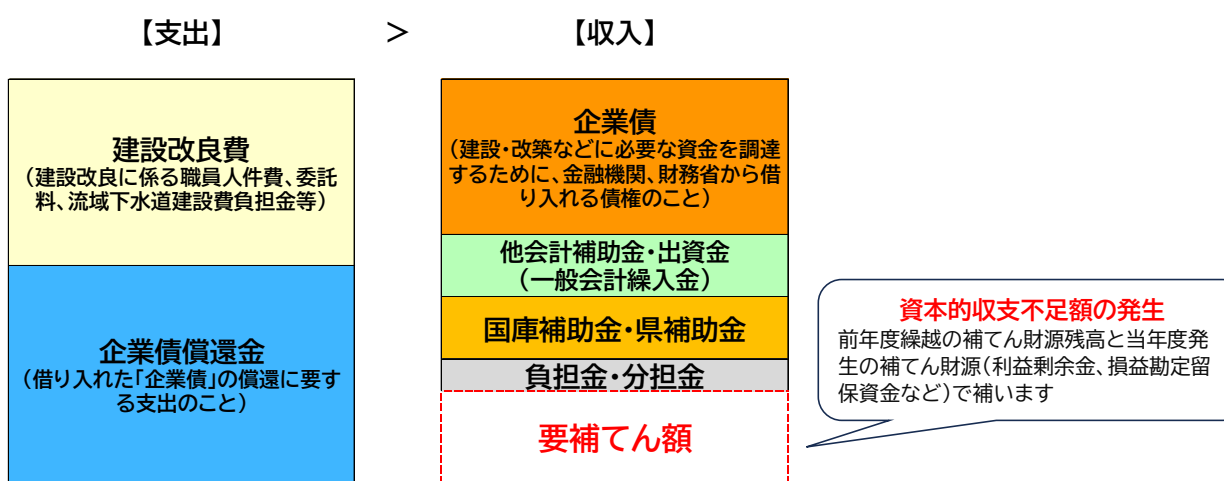 【支出】
>
【収入】
建設改良費
(建設改良に係る職員人件費、委託
料、流域下水道建設費負担金等)
企業債償還金
(借り入れた「企業債」の償還に要す
る支出のこと)
企業債
(建設・改築などに必要な資金を調達
するために、金融機関、財務省から借
り入れる債権のこと)
他会計補助金・出資金
(一般会計繰入金)
国庫補助金・県補助金
負担金・分担金
要補てん額
資本的収支不足額の発生
前年度繰越の補てん財源残高と当年度発
生の補てん財源(利益剰余金、損益勘定留
保資金など)で補います